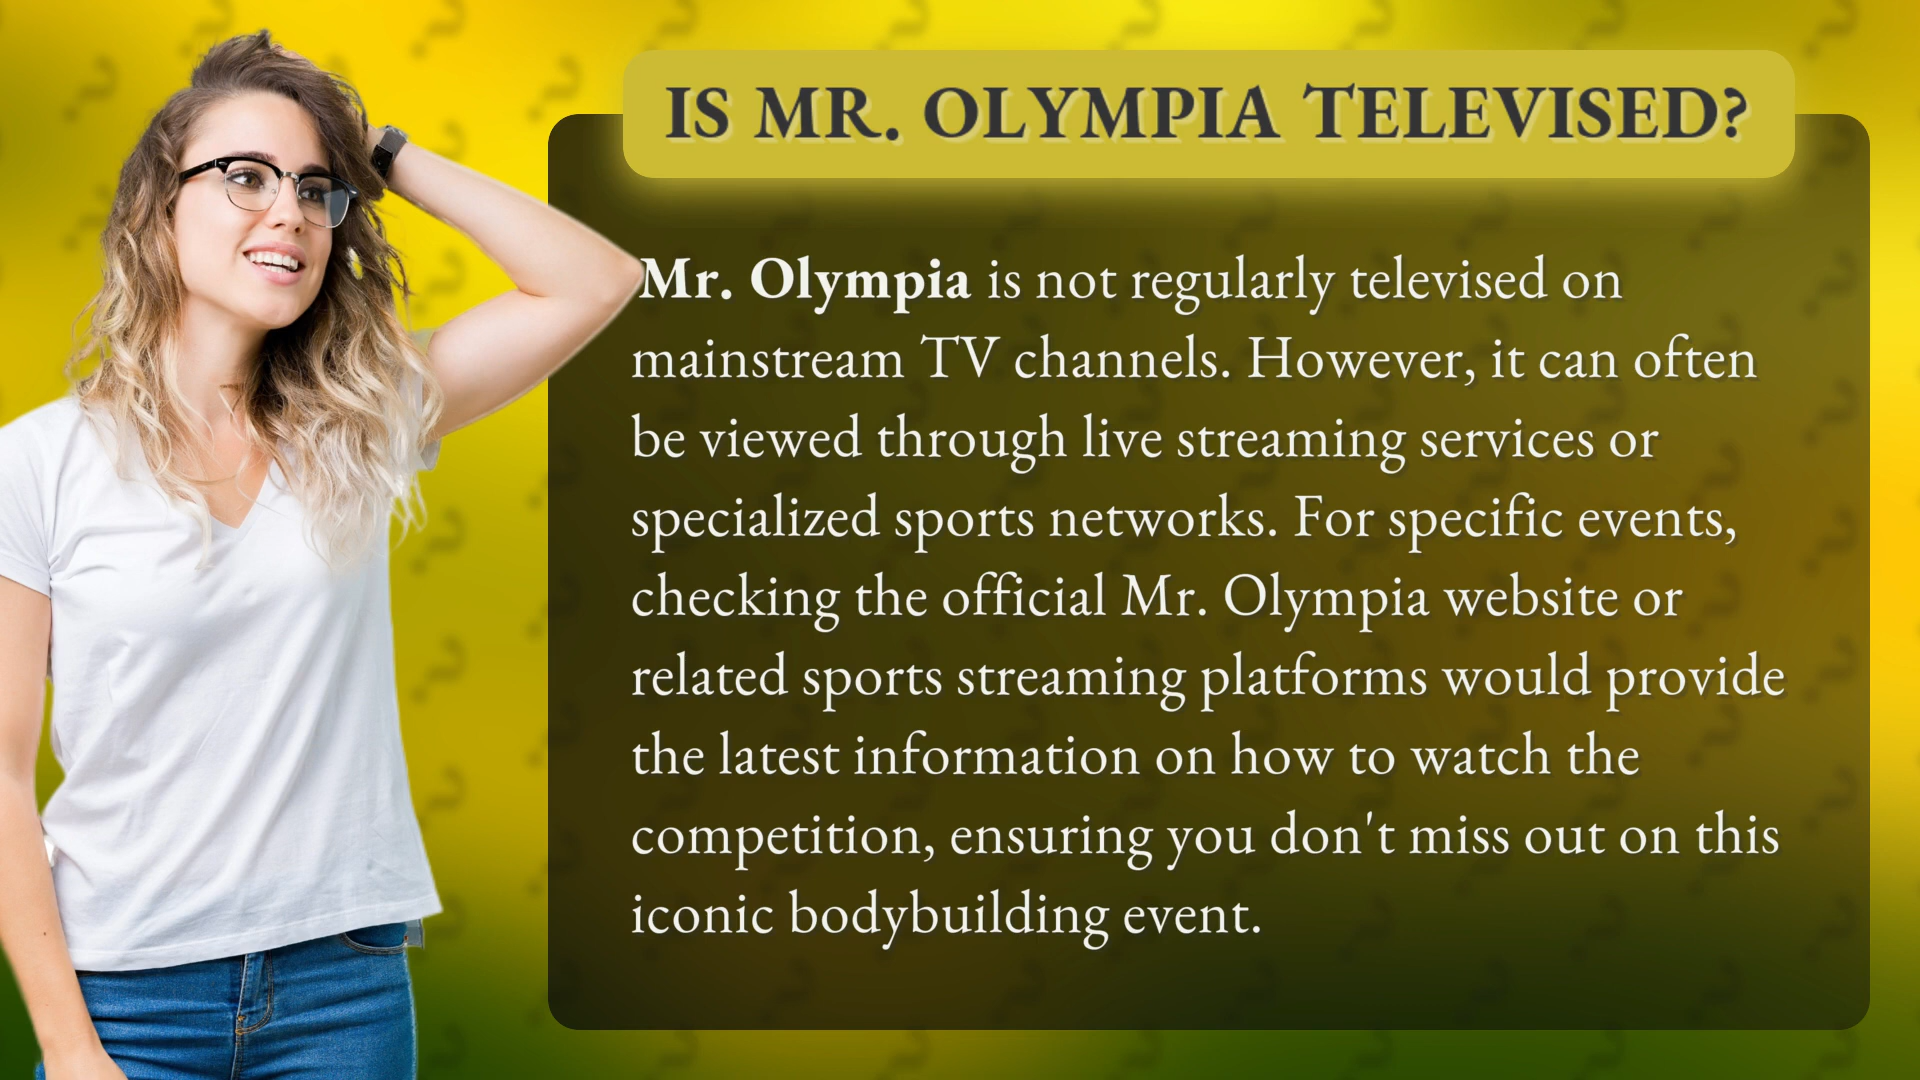 IS MR. OLYMPIA TELEVISED?
Mr. Olympia is not regularly televised on
mainstream TV channels. However, it can often
be viewed through live streaming services or
specialized sports networks. For specific events,
checking the official Mr. Olympia website or
related sports streaming platforms would provide
the latest information on how to watch the
competition, ensuring you don't miss out on this
iconic bodybuilding event.